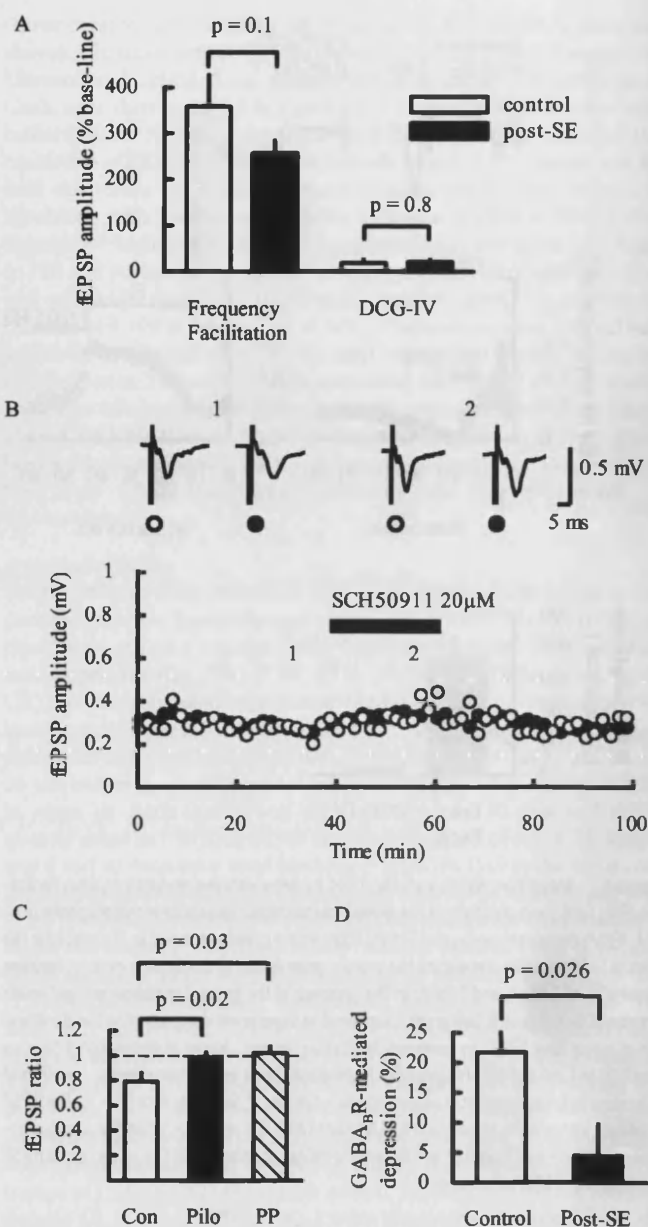 A
p = 0.1
fEPSP amplitude (% base-line)
400
300
200
100
0
control
post-SE
p = 0.8
Frequency
Facilitation
DCG-IV
B
1
2
0.5 mV
5 ms
fEPSP amplitude (mV)
1
0.8
0.6
0.4
0.2
0
SCH50911 20μM
1
2
0
20
40
60
80
100
Time (min)
C
p = 0.03
p = 0.02
fEPSP ratio
1.2
1.0
0.8
0.6
0.4
0.2
Con
Pilo
PP
D
p = 0.026
GABA_BR-mediated
depression (%)
25
20
15
10
5
0
Control
Post-SE